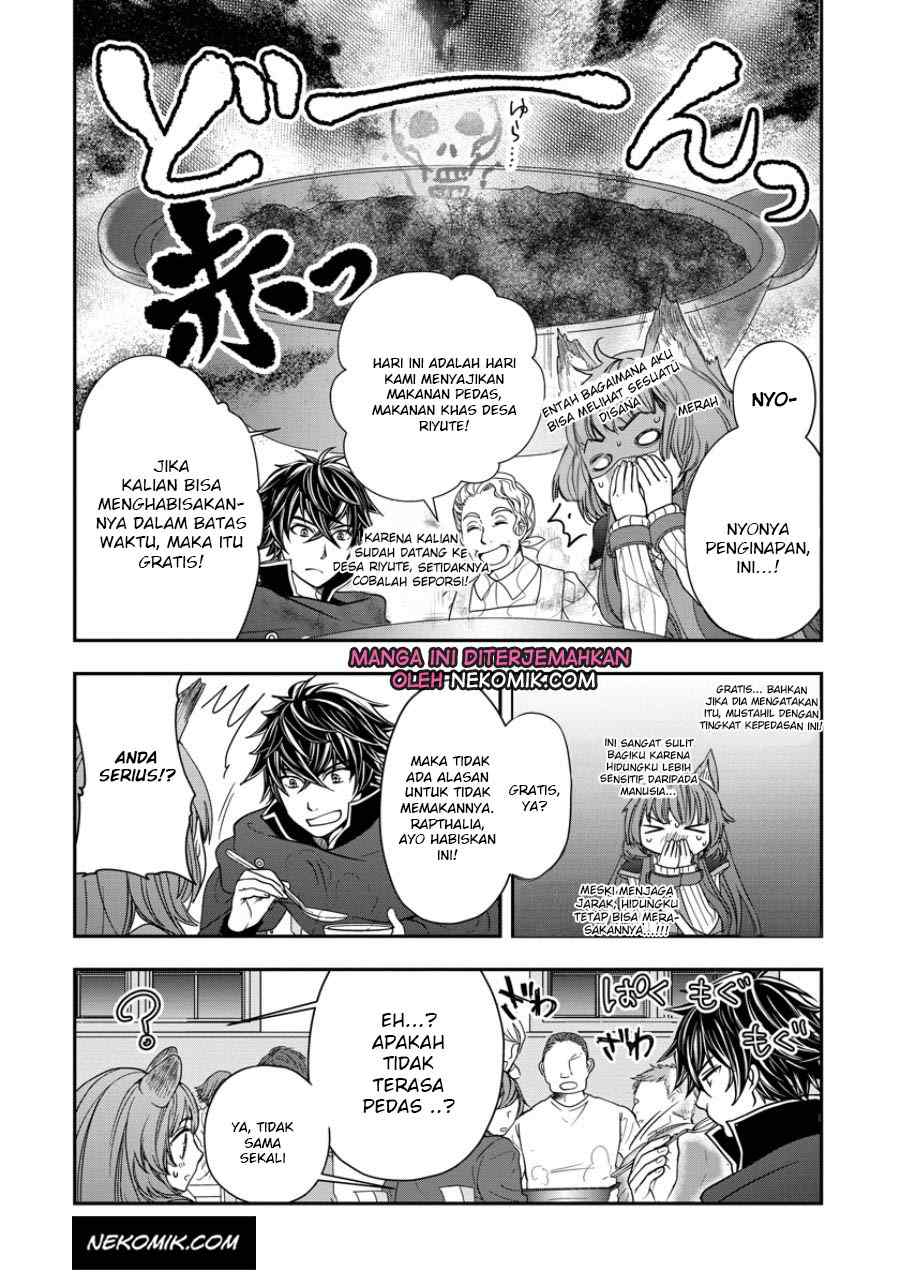 どーんっ
ゆら…
赤っ
NYO-
NYONYA
PENGINAPAN,
INI...!
ENTAH BAGAIMANA AKU
BISA MELIHAT SESUATU
DISANA!
MERAH
HARI INI ADALAH HARI
KAMI MENYAJIKAN
MAKANAN PEDAS,
MAKANAN KHAS DESA
RIYUTE!
KARENA KALIAN
SUDAH DATANG KE
DESA RIYUTE, SETIDAKNYA
COBALAH SEPORSI!
JIKA
KALIAN BISA
MENGHABISAKAN-
NYA DALAM BATAS
WAKTU, MAKA ITU
GRATIS!
MANGA INI DITERJEMAHKAN
OLEH NEKOMIK.COM
GRATIS... BAHKAN
JIKA DIA MENGATAKAN
ITU, MUSTAHIL DENGAN
TINGKAT KEPEDASAN INI!
INI SANGAT SULIT
BAGIKU KARENA
HIDUNGKU LEBIH
SENSITIF DARIPADA
MANUSIA...
MESKI MENJAGA
JARAK, HIDUNGKU
TETAP BISA MERA-
SAKANNYA...!!!
GRATIS,
YA?
MAKA TIDAK
ADA ALASAN
UNTUK TIDAK
MEMAKANNYA.
RAPTHALIA,
AYO HABISKAN
INI!
ANDA
SERIUS!?
もぐ
もぐ
ぱく
ざわ
ざわ
EH...?
APAKAH
TIDAK
TERASA
PEDAS ..?
YA, TIDAK
SAMA
SEKALI
?
NEKOMIK.COM